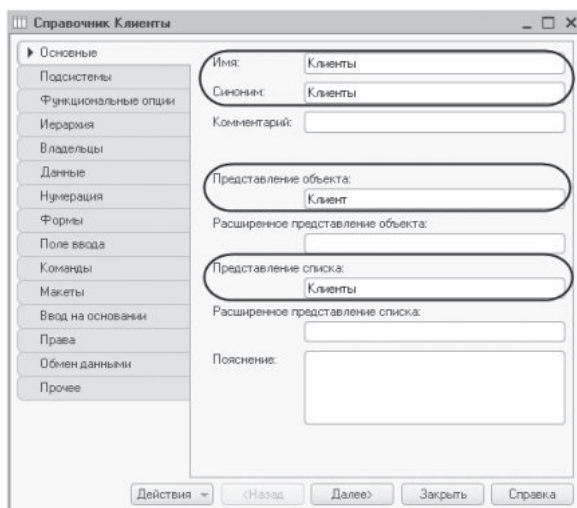 Справочник Клиенты
Основные
Подсистемы
Функциональные опции
Иерархия
Владельцы
Данные
Нумерация
Формы
Поле ввода
Команды
Макеты
Ввод на основании
Права
Обмен данными
Прочее
Имя: Клиенты
Синоним: Клиенты
Комментарий:
Представление объекта:
Клиент
Расширенное представление объекта:
Представление списка:
Клиенты
Расширенное представление списка:
Пояснение:
Действия <Назад Далее> Закрыть Справка